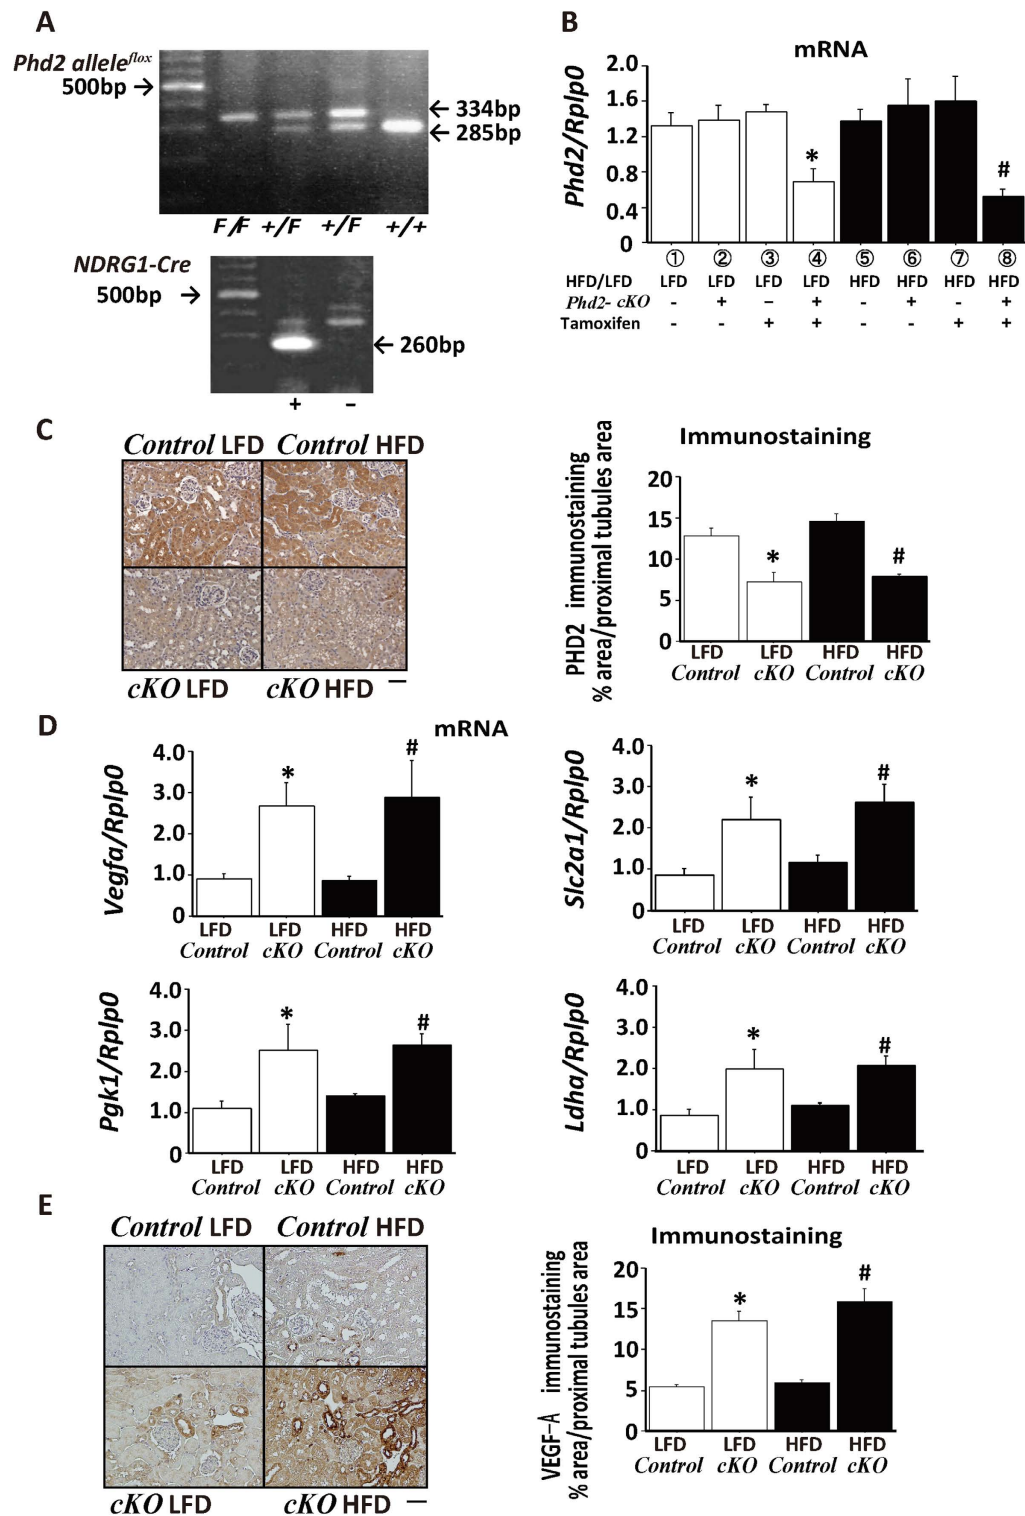 A
Phd2 allele^flox
500bp →
← 334bp
← 285bp
F/F +/F +/F +/+
NDRG1-Cre
500bp →
← 260bp
+ −
B
mRNA
Phd2/Rplp0
2.0
1.6
1.2
0.8
0.4
0
*
#
① ② ③ ④ ⑤ ⑥ ⑦ ⑧
HFD/LFD LFD LFD LFD LFD HFD HFD HFD HFD
Phd2- cKO - + − + - + - +
Tamoxifen - - + + - - + +
C
Control LFD Control HFD
cKO LFD cKO HFD
Immunostaining
PHD2 immunostaining
% area/proximal tubules area
20
15
10
5
0
*
#
LFD LFD HFD HFD
Control cKO Control cKO
D
mRNA
Vegfa/Rplp0
4.0
3.0
2.0
1.0
0
*
#
LFD LFD HFD HFD
Control cKO Control cKO
Slc2a1/Rplp0
4.0
3.0
2.0
1.0
0
*
#
LFD LFD HFD HFD
Control cKO Control cKO
Pgk1/Rplp0
4.0
3.0
2.0
1.0
0
*
#
LFD LFD HFD HFD
Control cKO Control cKO
Ldha/Rplp0
4.0
3.0
2.0
1.0
0
*
#
LFD LFD HFD HFD
Control cKO Control cKO
E
Control LFD Control HFD
cKO LFD cKO HFD
Immunostaining
VEGF-A immunostaining
% area/proximal tubules area
20
15
10
5
0
*
#
LFD LFD HFD HFD
Control cKO Control cKO